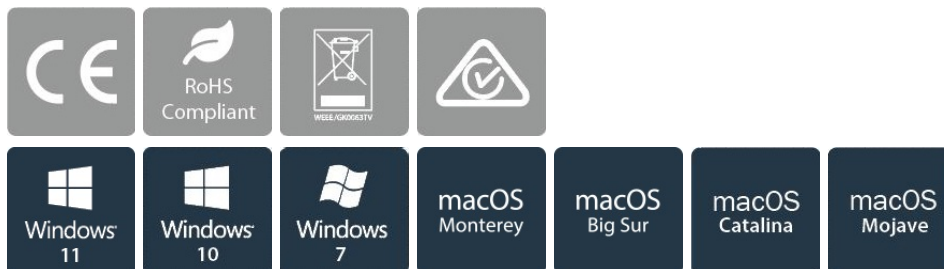 CE
RoHS
Compliant
WEEE/GK0083TV
Windows
11
Windows
10
Windows
7
macOS
Monterey
macOS
Big Sur
macOS
Catalina
macOS
Mojave